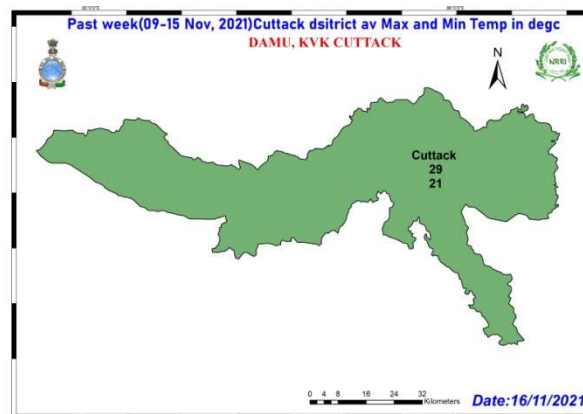 Past week(09-15 Nov, 2021)Cuttack dsitrict av Max and Min Temp in degc
DAMU, KVK CUTTACK
N
NRRI
Cuttack
29
21
0 4 8 16 24 32
Kilometers
Date:16/11/2021